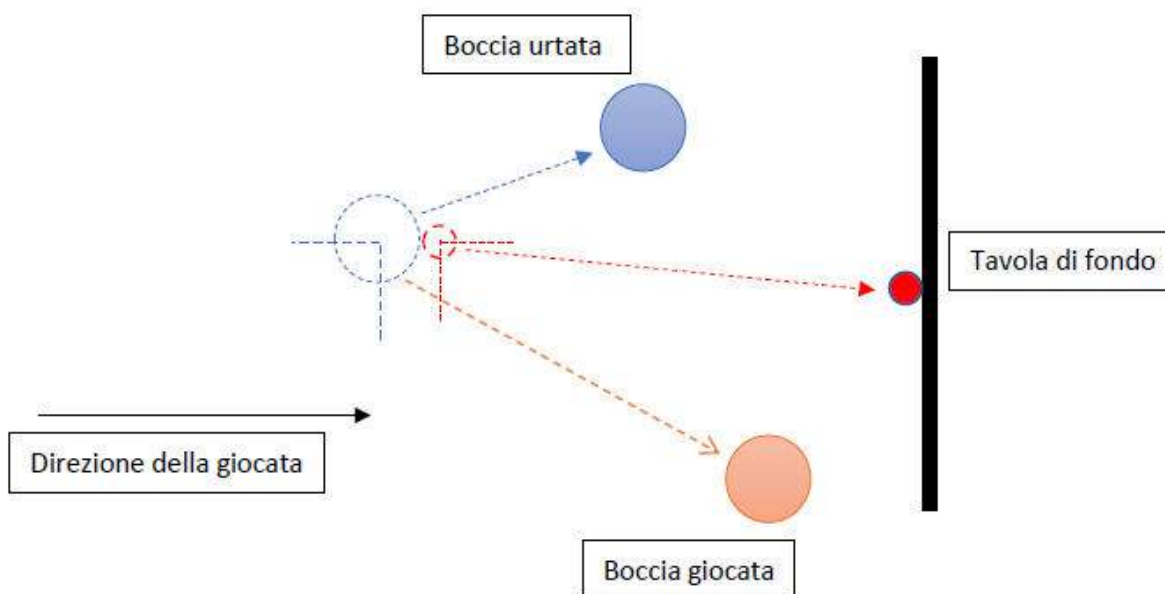 Boccia urtata
Tavola di fondo
Direzione della giocata
Boccia giocata